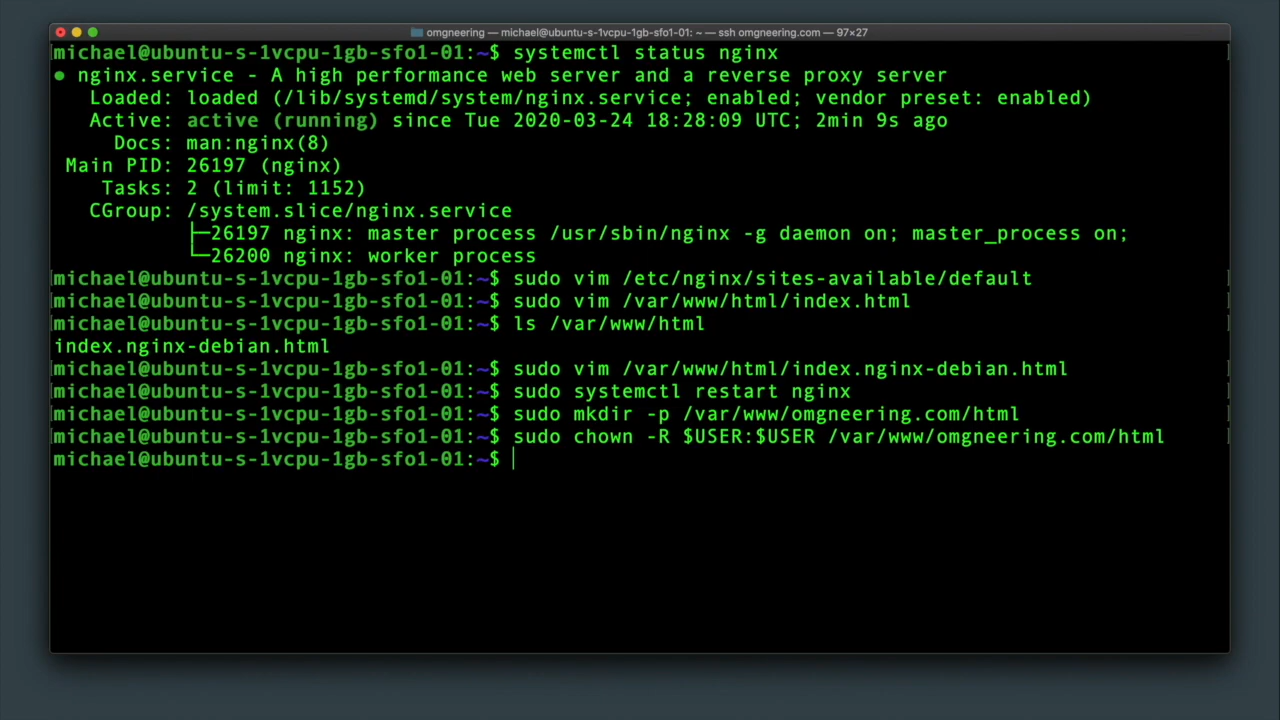 omgneering — michael@ubuntu-s-1vcpu-1gb-sfo1-01: ~ — ssh omgneering.com — 97×27
michael@ubuntu-s-1vcpu-1gb-sfo1-01:~$ systemctl status nginx
● nginx.service - A high performance web server and a reverse proxy server
Loaded: loaded (/lib/systemd/system/nginx.service; enabled; vendor preset: enabled)
Active: active (running) since Tue 2020-03-24 18:28:09 UTC; 2min 9s ago
Docs: man:nginx(8)
Main PID: 26197 (nginx)
Tasks: 2 (limit: 1152)
CGroup: /system.slice/nginx.service
├─26197 nginx: master process /usr/sbin/nginx -g daemon on; master_process on;
└─26200 nginx: worker process
michael@ubuntu-s-1vcpu-1gb-sfo1-01:~$ sudo vim /etc/nginx/sites-available/default
michael@ubuntu-s-1vcpu-1gb-sfo1-01:~$ sudo vim /var/www/html/index.html
michael@ubuntu-s-1vcpu-1gb-sfo1-01:~$ ls /var/www/html
index.nginx-debian.html
michael@ubuntu-s-1vcpu-1gb-sfo1-01:~$ sudo vim /var/www/html/index.nginx-debian.html
michael@ubuntu-s-1vcpu-1gb-sfo1-01:~$ sudo systemctl restart nginx
michael@ubuntu-s-1vcpu-1gb-sfo1-01:~$ sudo mkdir -p /var/www/omgneering.com/html
michael@ubuntu-s-1vcpu-1gb-sfo1-01:~$ sudo chown -R $USER:$USER /var/www/omgneering.com/html
michael@ubuntu-s-1vcpu-1gb-sfo1-01:~$